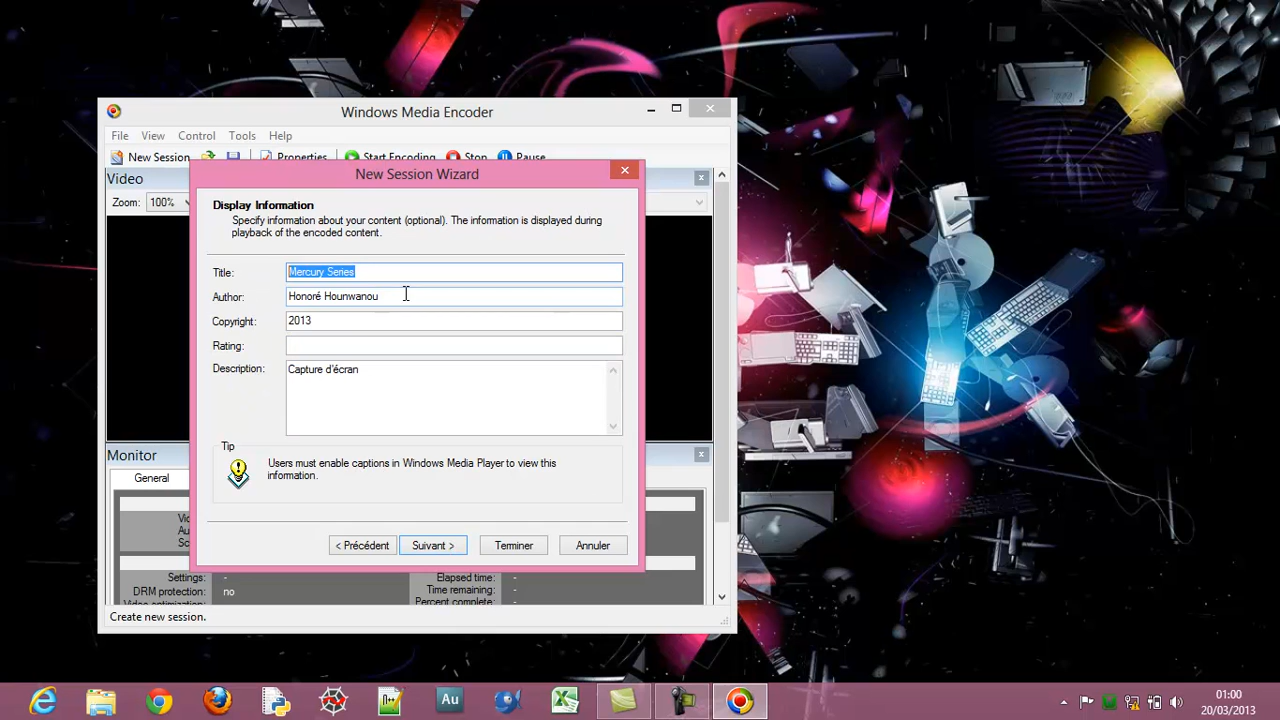 Windows Media Encoder
File View Control Tools Help
New Session Properties Start Encoding Stop Pause
Video
Zoom: 100%
New Session Wizard
Display Information
Specify information about your content (optional). The information is displayed during
playback of the encoded content.
Title: Mercury Series
Author: Honoré Hounwanou
Copyright: 2013
Rating:
Description: Capture d'écran
Tip
Users must enable captions in Windows Media Player to view this
information.
< Précédent Suivant > Terminer Annuler
Monitor
General
Settings: -
DRM protection: no
Elapsed time: -
Time remaining: -
Percent complete: -
Create new session.
Au
01:00
20/03/2013